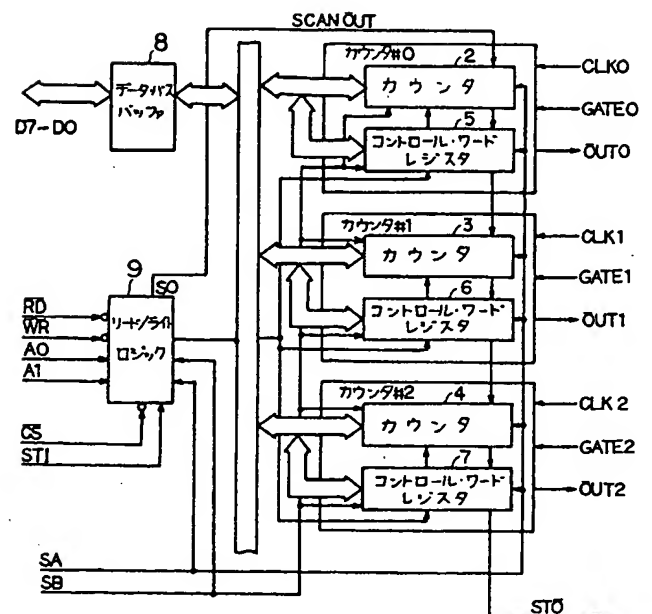 SCAN OUT
8
データ・バス
バッファ
D7-D0
カウンタ#0
2
カウンタ
5
コントロール・ワード
レジスタ
CLK0
GATE0
OUT0
カウンタ#1
3
カウンタ
6
コントロール・ワード
レジスタ
CLK1
GATE1
OUT1
9
SO
リード/ライト
ロジック
RD
WR
A0
A1
CS
STI
カウンタ#2
4
カウンタ
7
コントロール・ワード
レジスタ
CLK2
GATE2
OUT2
SA
SB
STO